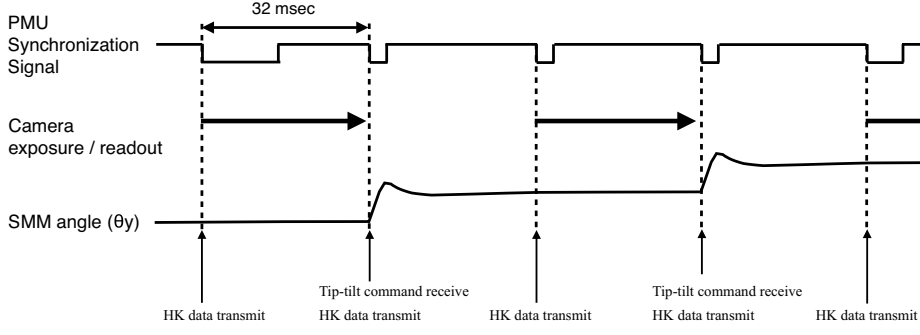 32 msec
PMU
Synchronization
Signal
Camera
exposure / readout
SMM angle (θy)
Tip-tilt command receive
Tip-tilt command receive
HK data transmit
HK data transmit
HK data transmit
HK data transmit
HK data transmit